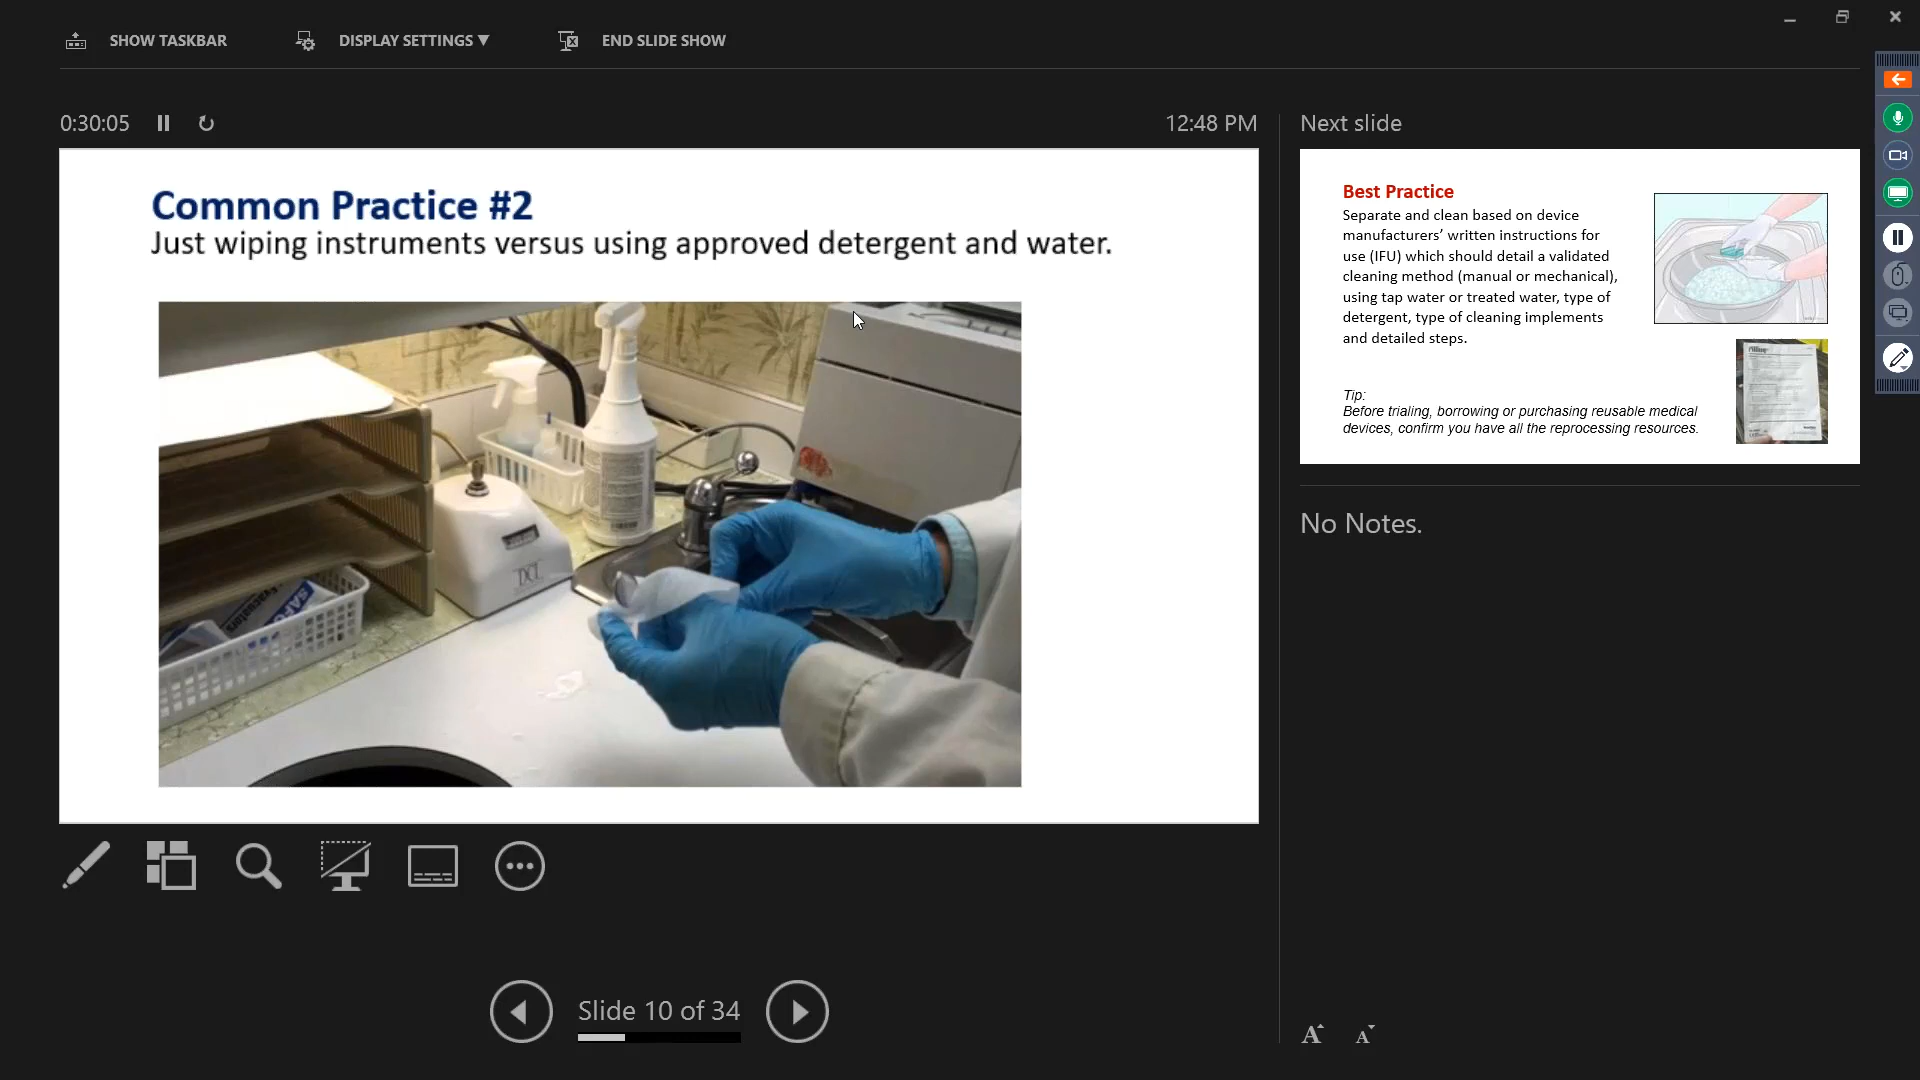 SHOW TASKBAR
DISPLAY SETTINGS ▼
END SLIDE SHOW
0:30:05
12:48 PM
Next slide
Common Practice #2
Just wiping instruments versus using approved detergent and water.
DCI
Best Practice
Separate and clean based on device
manufacturers’ written instructions for
use (IFU) which should detail a validated
cleaning method (manual or mechanical),
using tap water or treated water, type of
detergent, type of cleaning implements
and detailed steps.
Tip:
Before trialing, borrowing or purchasing reusable medical
devices, confirm you have all the reprocessing resources.
No Notes.
Slide 10 of 34
A A